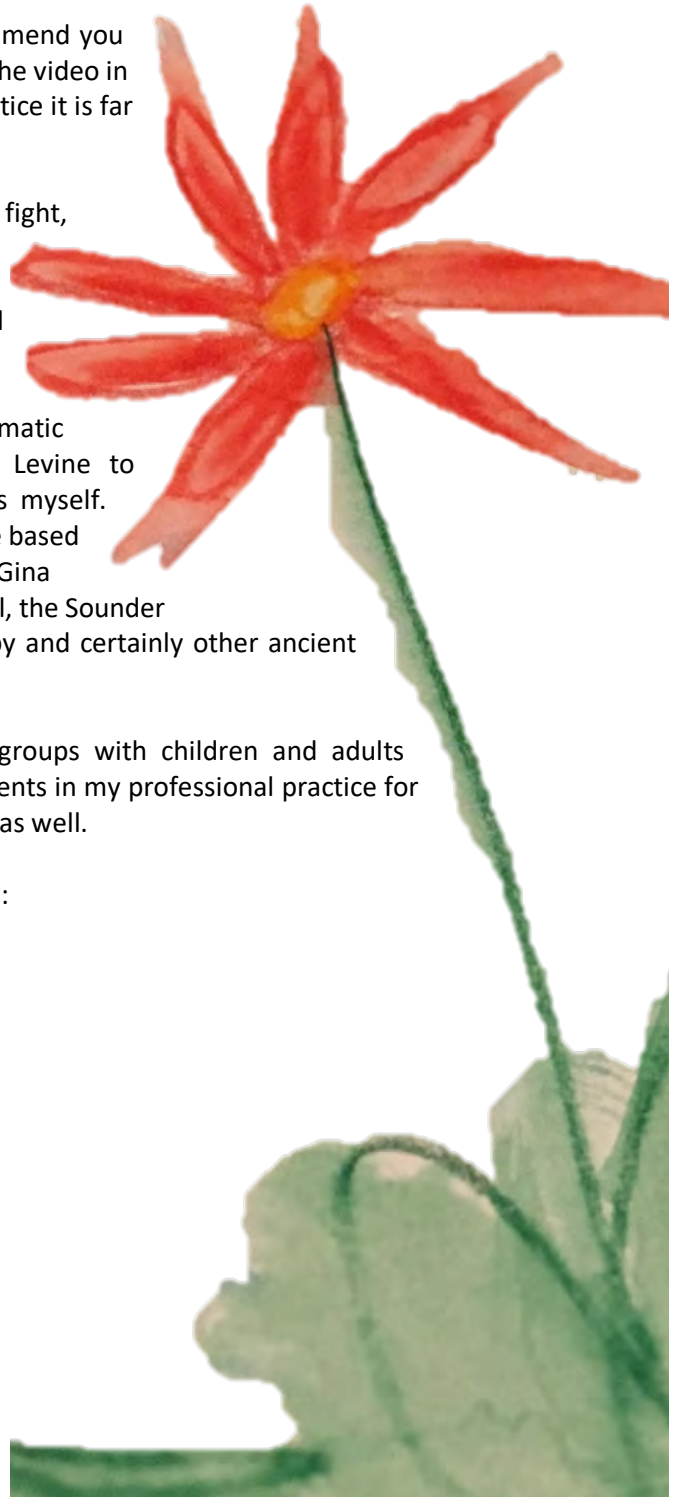 mend you
he video in
tice it is far
fight,
matic
Levine to
s myself.
based
Gina
l, the Sounder
by and certainly other ancient
groups with children and adults
ents in my professional practice for
as well.
: